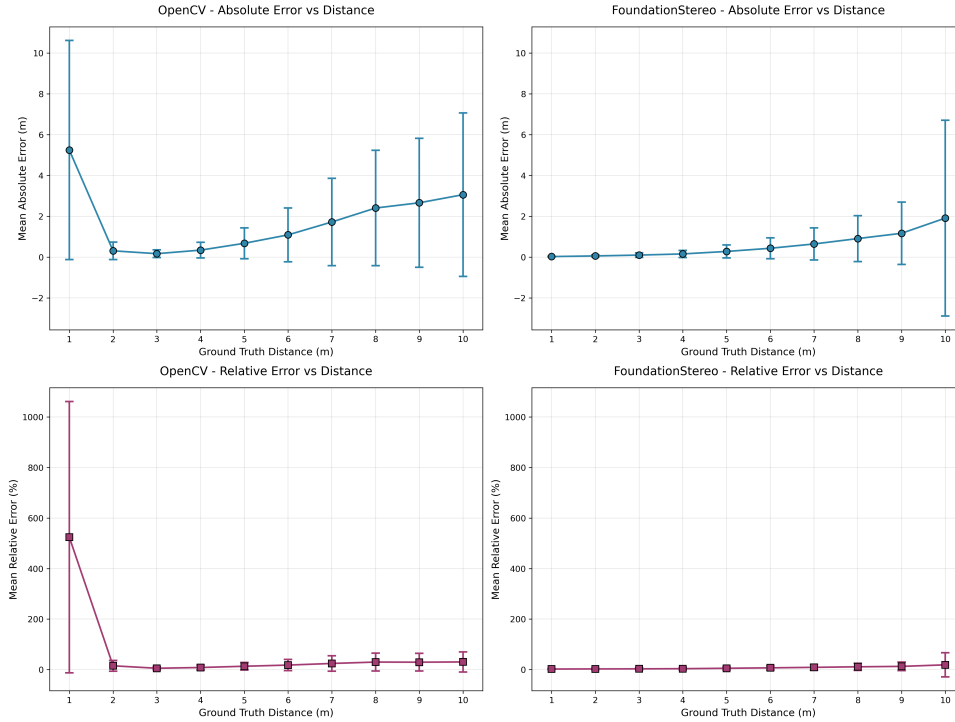 OpenCV - Absolute Error vs Distance
Mean Absolute Error (m)
10
8
6
4
2
0
−2
1 2 3 4 5 6 7 8 9 10
Ground Truth Distance (m)
FoundationStereo - Absolute Error vs Distance
Mean Absolute Error (m)
10
8
6
4
2
0
−2
1 2 3 4 5 6 7 8 9 10
Ground Truth Distance (m)
OpenCV - Relative Error vs Distance
Mean Relative Error (%)
1000
800
600
400
200
0
1 2 3 4 5 6 7 8 9 10
Ground Truth Distance (m)
FoundationStereo - Relative Error vs Distance
Mean Relative Error (%)
1000
800
600
400
200
0
1 2 3 4 5 6 7 8 9 10
Ground Truth Distance (m)